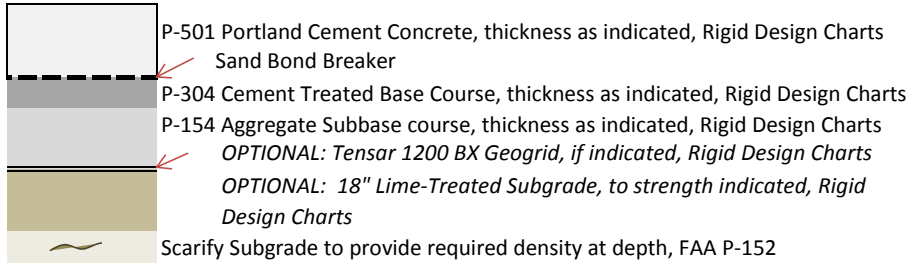 P-501 Portland Cement Concrete, thickness as indicated, Rigid Design Charts
Sand Bond Breaker
P-304 Cement Treated Base Course, thickness as indicated, Rigid Design Charts
P-154 Aggregate Subbase course, thickness as indicated, Rigid Design Charts
OPTIONAL: Tensar 1200 BX Geogrid, if indicated, Rigid Design Charts
OPTIONAL:  18" Lime-Treated Subgrade, to strength indicated, Rigid
Design Charts
Scarify Subgrade to provide required density at depth, FAA P-152